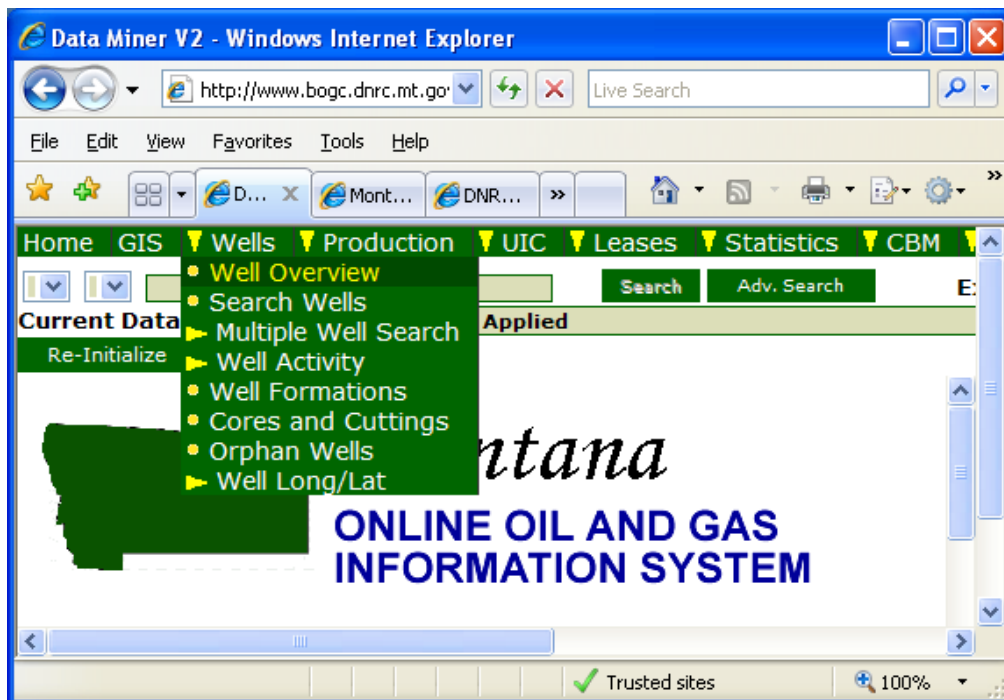 Data Miner V2 - Windows Internet Explorer
http://www.bogc.dnrc.mt.go
Live Search
File Edit View Favorites Tools Help
D... Mont... DNR... »
»
Home GIS Wells Production UIC Leases Statistics CBM
Well Overview
Search Adv. Search
Search Wells
Current Data Applied
Multiple Well Search
Re-Initialize
Well Activity
Well Formations
Cores and Cuttings
Orphan Wells
Well Long/Lat
ntana
ONLINE OIL AND GAS
INFORMATION SYSTEM
Trusted sites 100%